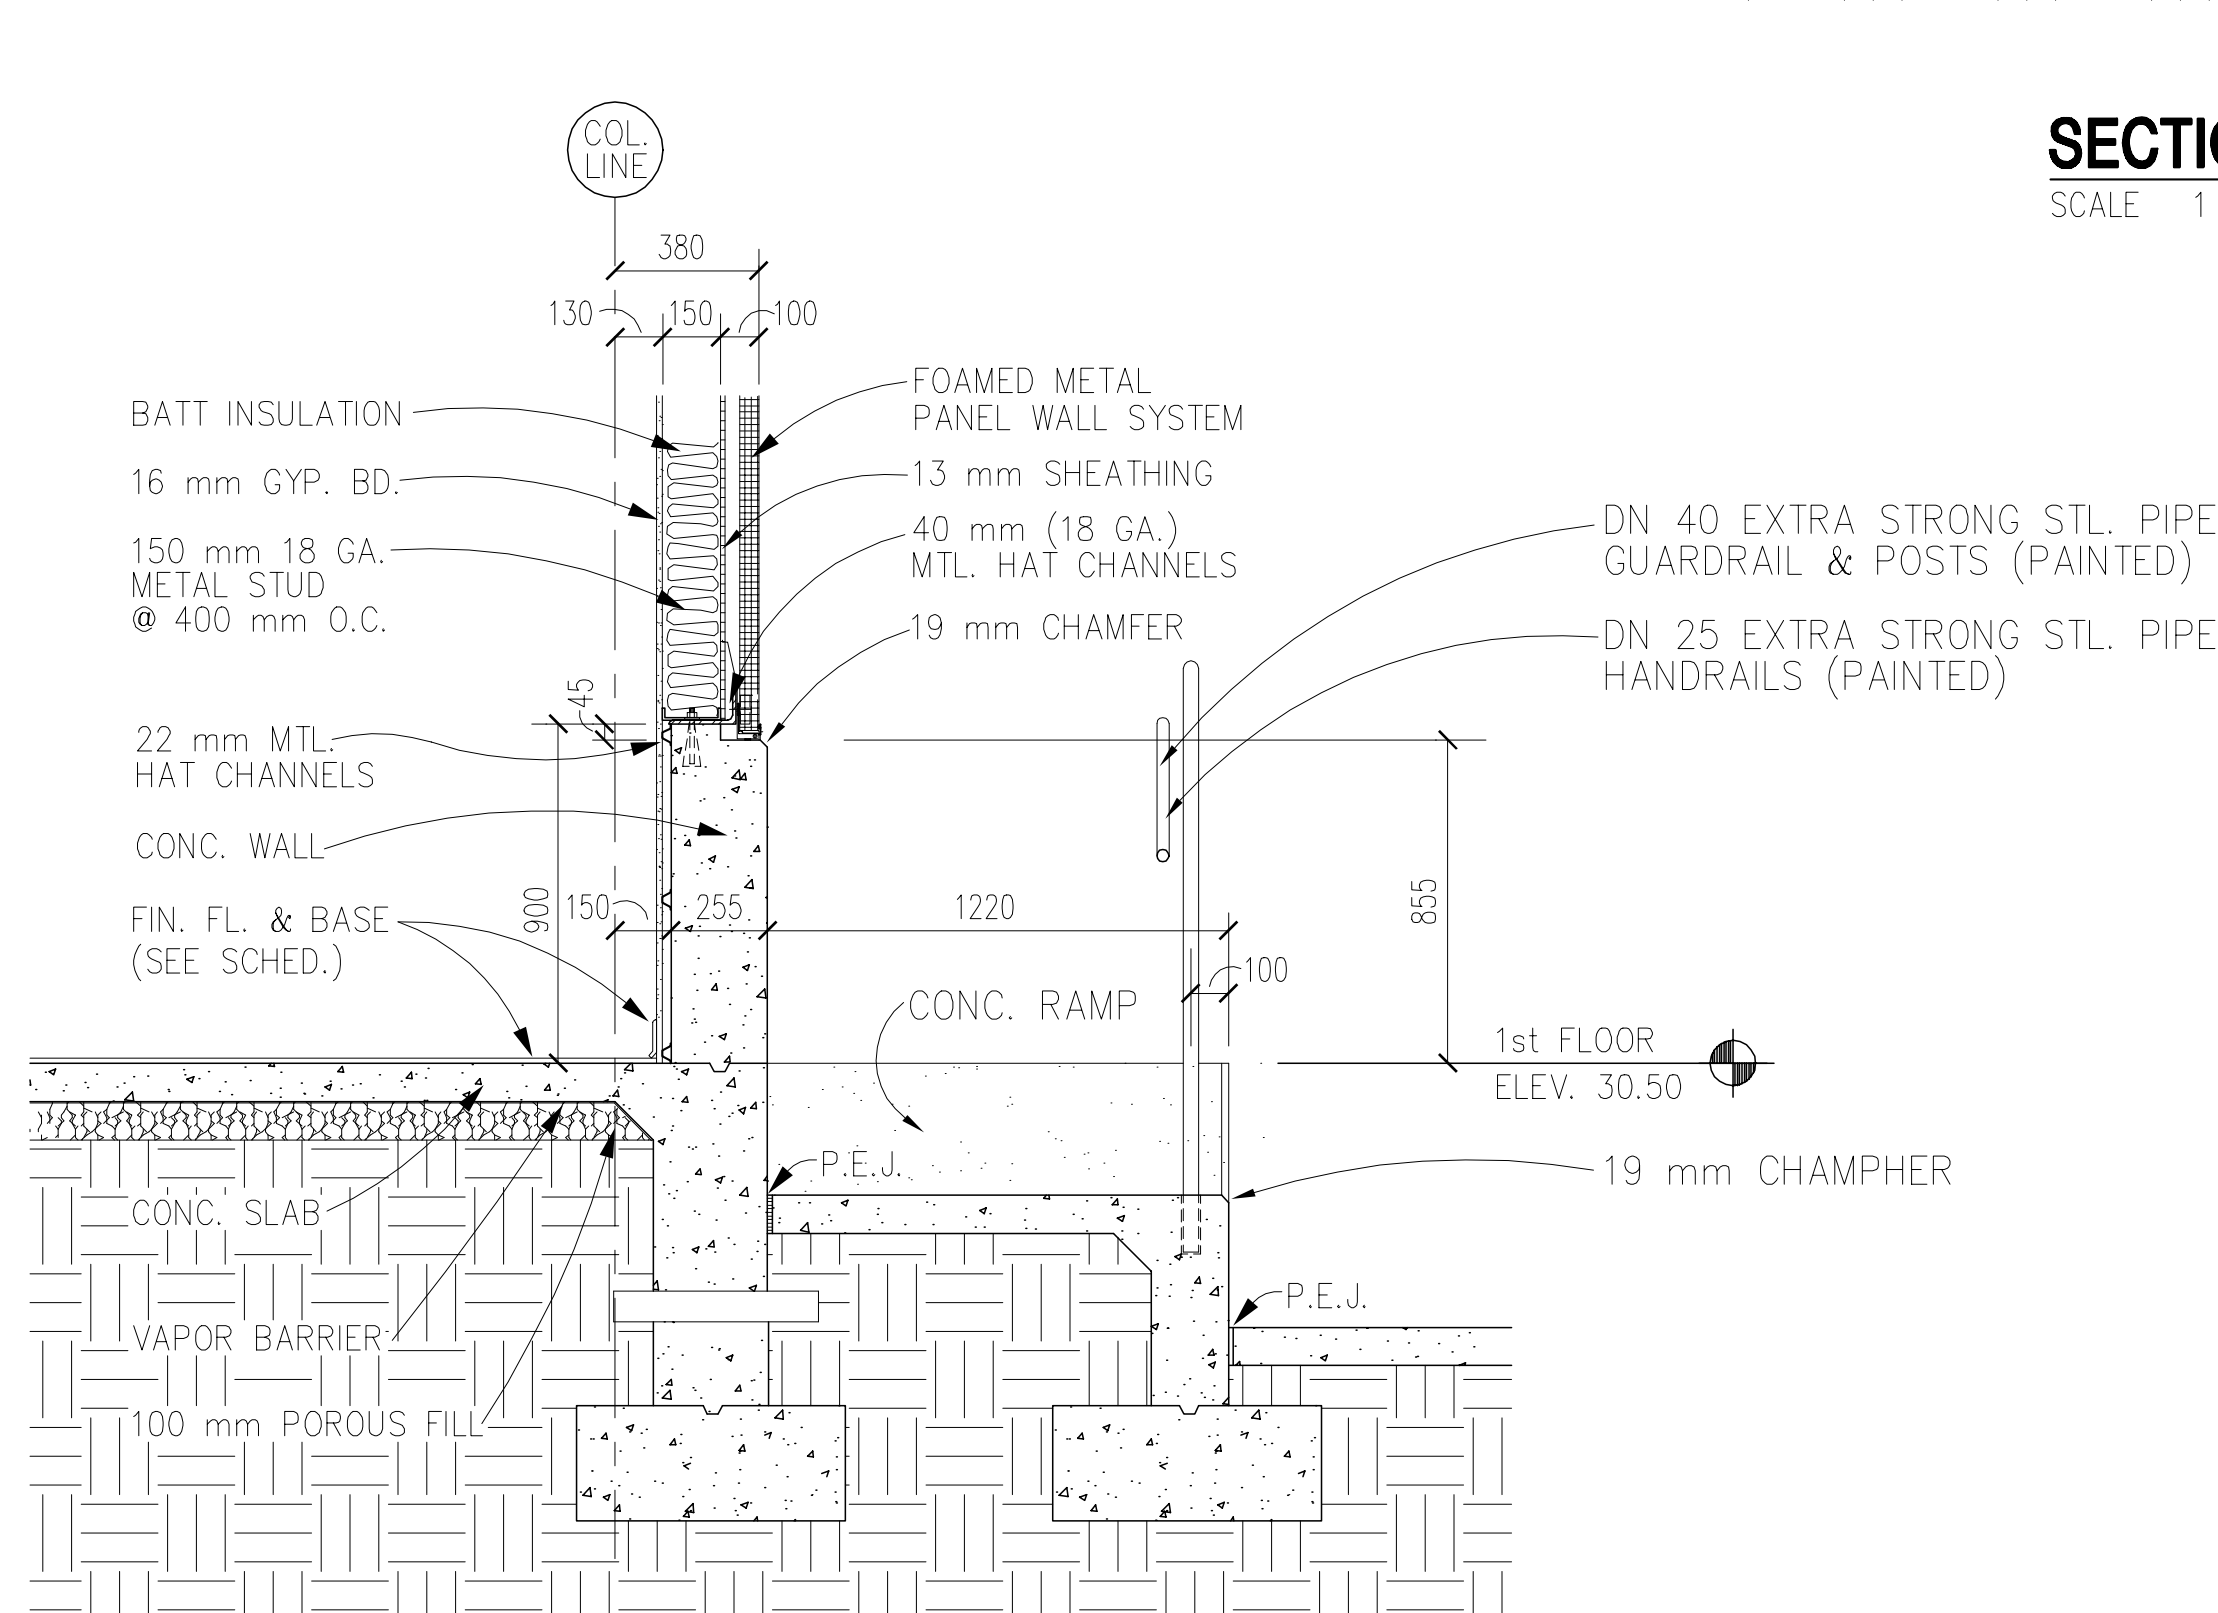 COL.
LINE
SECTIO
SCALE 1
380
130
150
100
BATT INSULATION
16 mm GYP. BD.
150 mm 18 GA.
METAL STUD
@ 400 mm O.C.
45
22 mm MTL.
HAT CHANNELS
CONC. WALL
FIN. FL. & BASE
(SEE SCHED.)
FOAMED METAL
PANEL WALL SYSTEM
13 mm SHEATHING
40 mm (18 GA.)
MTL. HAT CHANNELS
19 mm CHAMFER
DN 40 EXTRA STRONG STL. PIPE
GUARDRAIL & POSTS (PAINTED)
DN 25 EXTRA STRONG STL. PIPE
HANDRAILS (PAINTED)
900
150
255
1220
855
100
CONC. RAMP
1st FLOOR
ELEV. 30.50
P.E.J.
19 mm CHAMPHER
CONC. SLAB
P.E.J.
VAPOR BARRIER
100 mm POROUS FILL